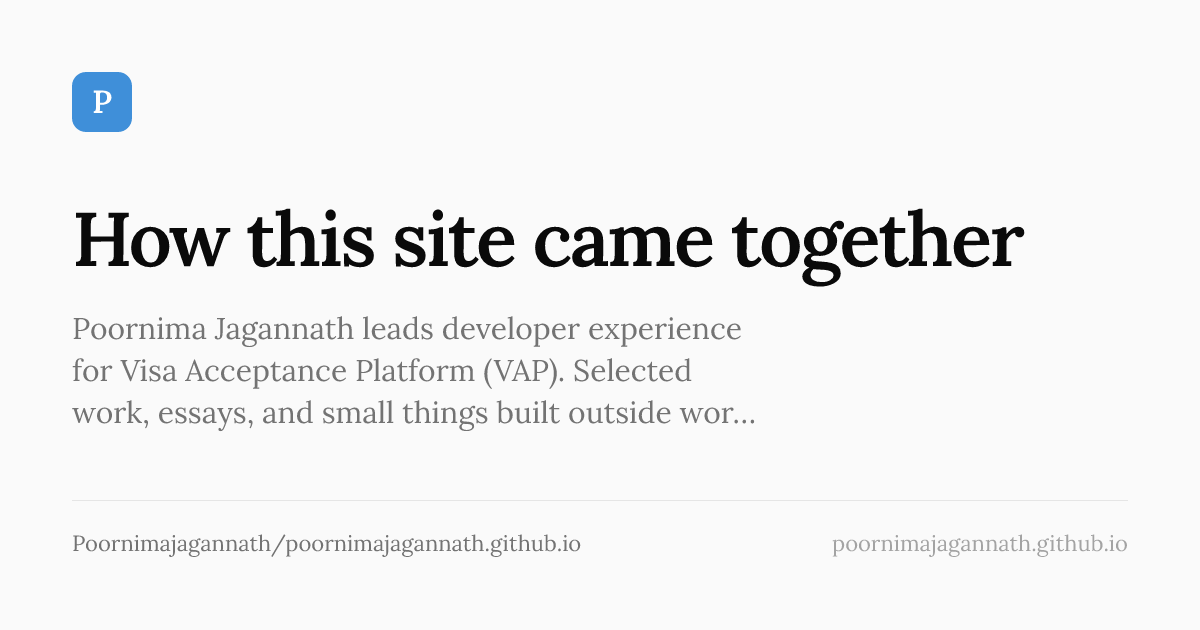 P
How this site came together
Poornima Jagannath leads developer experience
for Visa Acceptance Platform (VAP). Selected
work, essays, and small things built outside wor…
Poornimajagannath/poornimajagannath.github.io
poornimajagannath.github.io